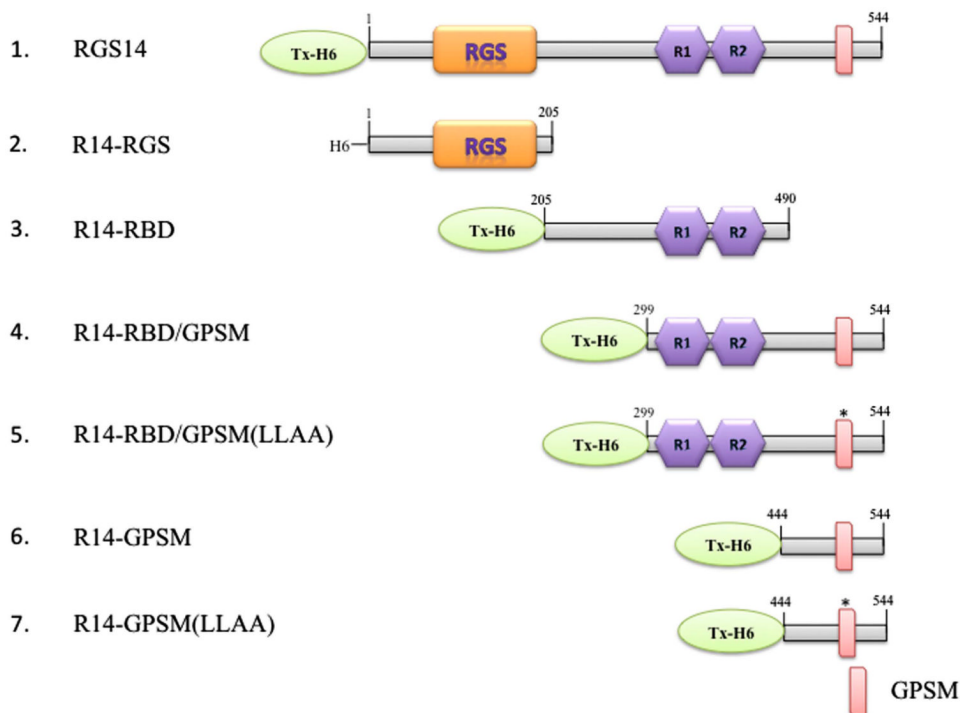 1 544
1. RGS14 Tx-H6 RGS R1 R2
1 205
2. R14-RGS H6 RGS
205 490
3. R14-RBD Tx-H6 R1 R2
299 544
4. R14-RBD/GPSM Tx-H6 R1 R2
299 * 544
5. R14-RBD/GPSM(LLAA) Tx-H6 R1 R2
444 544
6. R14-GPSM Tx-H6
444 * 544
7. R14-GPSM(LLAA) Tx-H6
GPSM